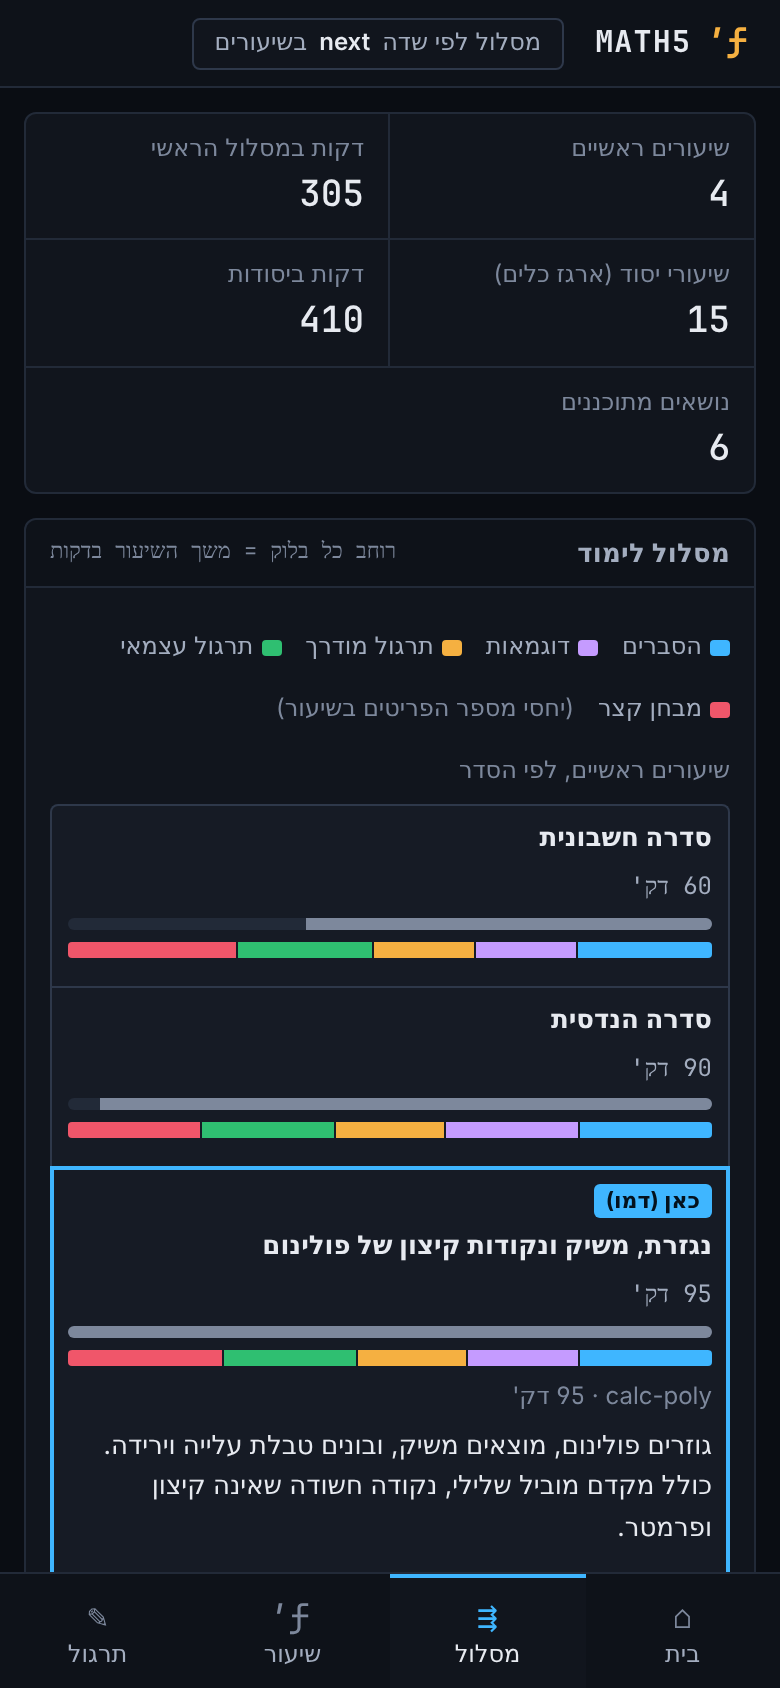 ƒ′ MATH5
מסלול לפי שדה next בשיעורים
שיעורים ראשיים
4
דקות במסלול הראשי
305
שיעורי יסוד (ארגז כלים)
15
דקות ביסודות
410
נושאים מתוכננים
6
מסלול לימוד
רוחב כל בלוק = משך השיעור בדקות
הסברים דוגמאות תרגול מודרך תרגול עצמאי
מבחן קצר (יחסי מספר הפריטים בשיעור)
שיעורים ראשיים, לפי הסדר
סדרה חשבונית
60 דק'
סדרה הנדסית
90 דק'
כאן (דמו)
נגזרת, משיק ונקודות קיצון של פולינום
95 דק'
calc-poly · 95 דק'
גוזרים פולינום, מוצאים משיק, ובונים טבלת עלייה וירידה.
כולל מקדם מוביל שלילי, נקודה חשודה שאינה קיצון
ופרמטר.
בית
מסלול
ƒ′
שיעור
תרגול